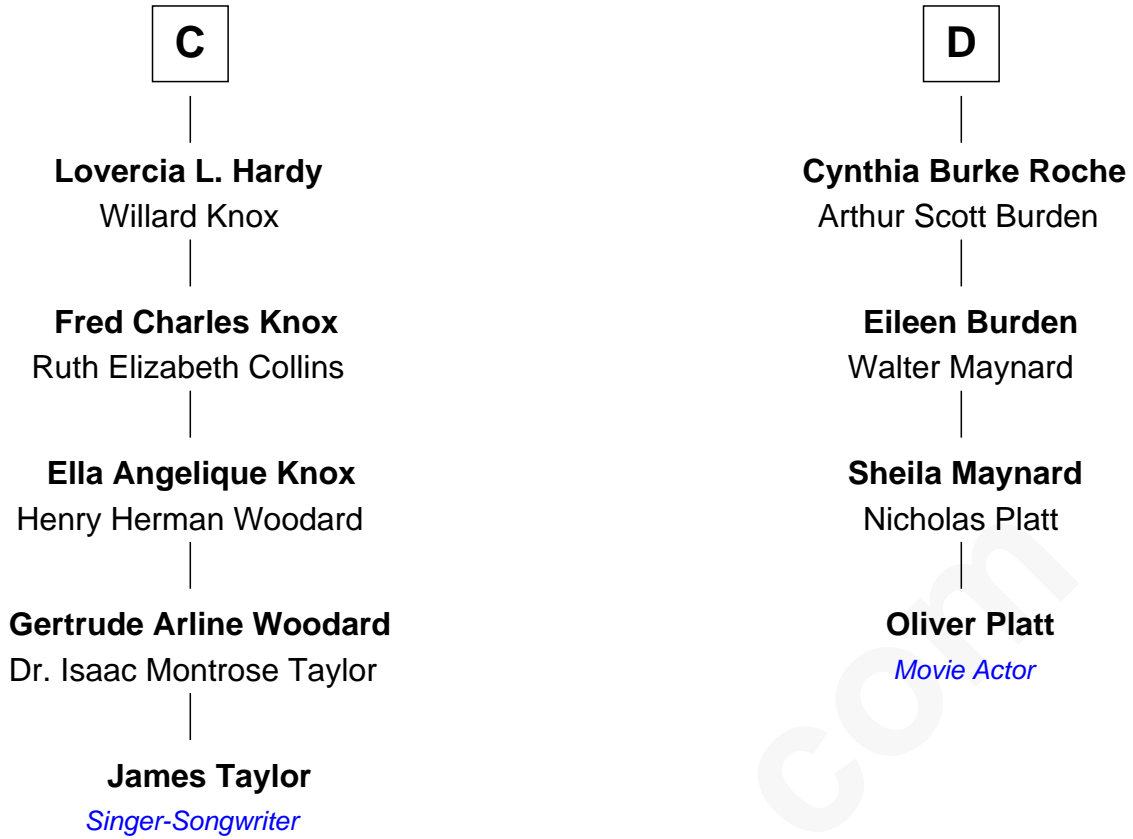 C
Lovercia L. Hardy
Willard Knox
Fred Charles Knox
Ruth Elizabeth Collins
Ella Angelique Knox
Henry Herman Woodard
Gertrude Arline Woodard
Dr. Isaac Montrose Taylor
James Taylor
Singer-Songwriter
D
Cynthia Burke Roche
Arthur Scott Burden
Eileen Burden
Walter Maynard
Sheila Maynard
Nicholas Platt
Oliver Platt
Movie Actor
com